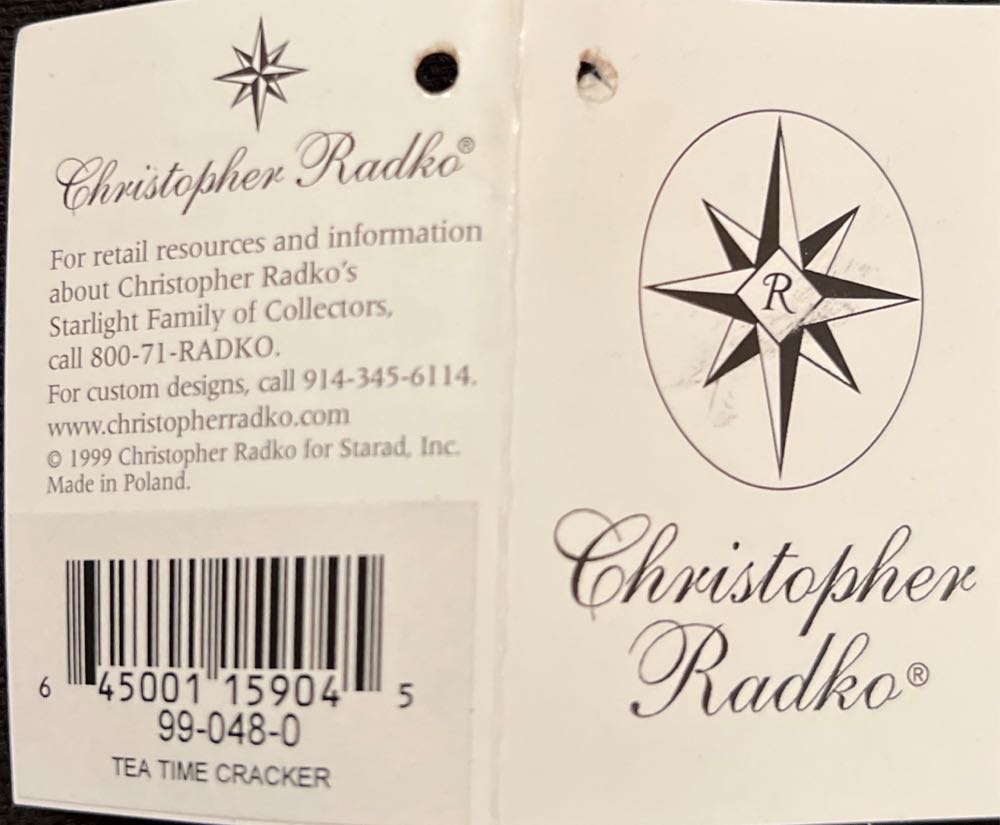 Christopher Radko®
For retail resources and information
about Christopher Radko's
Starlight Family of Collectors,
call 800-71-RADKO.
For custom designs, call 914-345-6114.
www.christopherradko.com
© 1999 Christopher Radko for Starad, Inc.
Made in Poland.
6 45001 15904 5
99-048-0
TEA TIME CRACKER
R
Christopher
Radko®